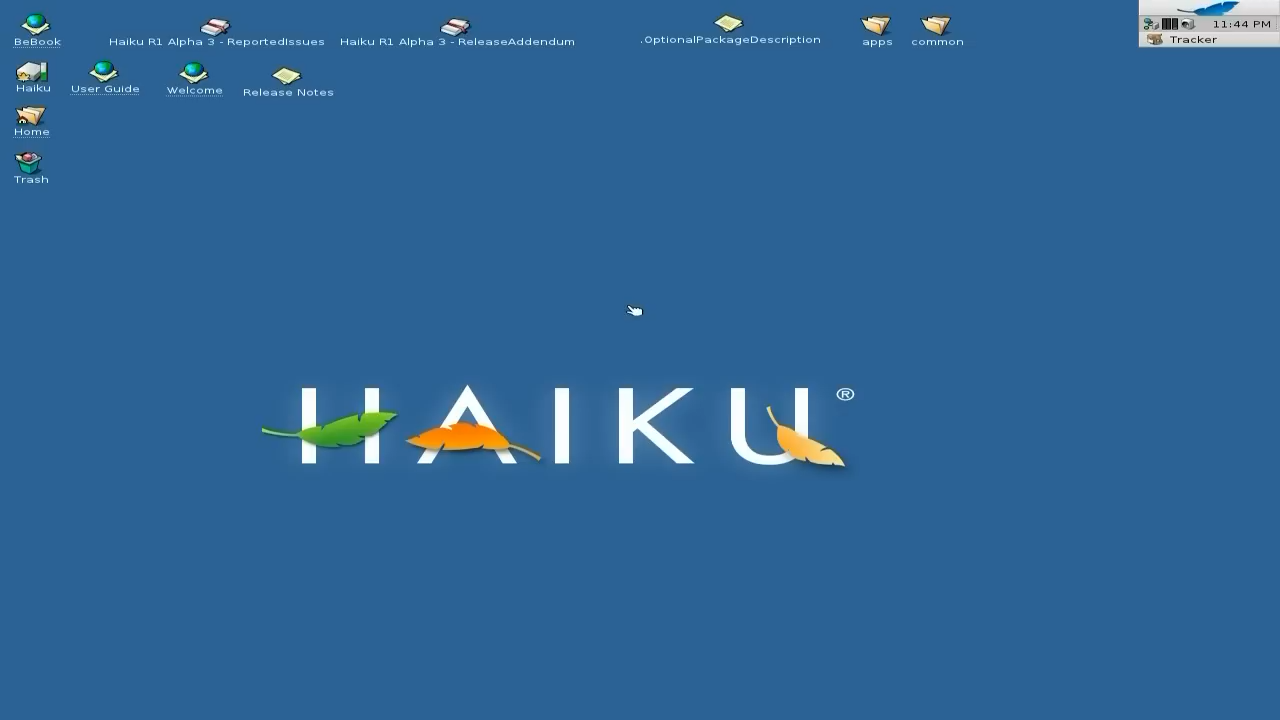 BeBook
Haiku R1 Alpha 3 - ReportedIssues
Haiku R1 Alpha 3 - ReleaseAddendum
.OptionalPackageDescription
apps
common
11:44 PM
Tracker
Haiku
User Guide
Welcome
Release Notes
Home
Trash
HAIKU®